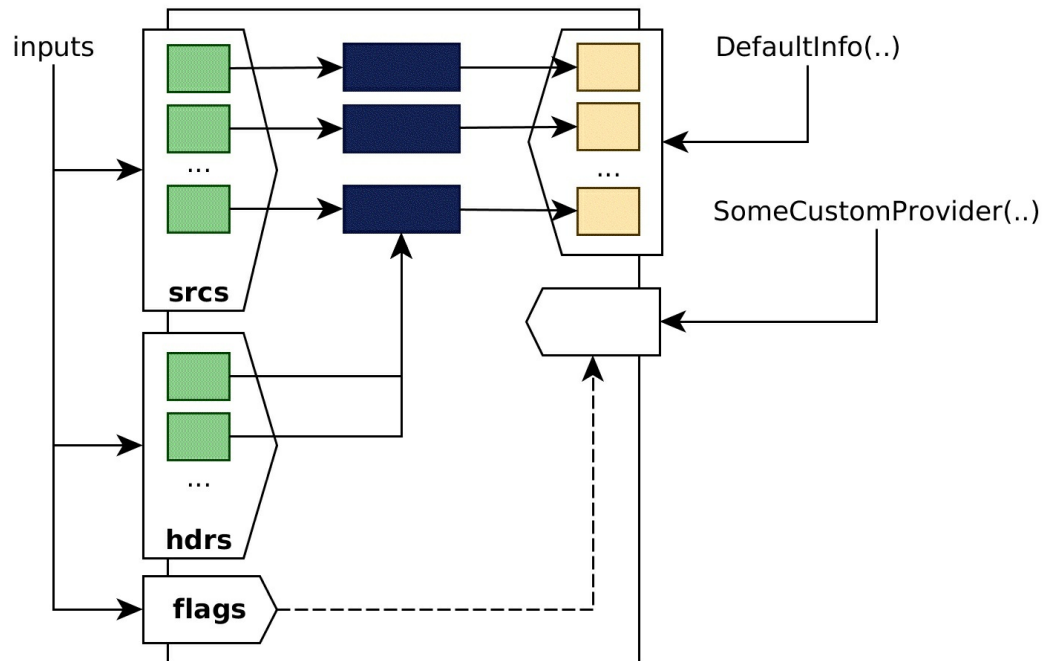 inputs
DefaultInfo(..)
...
...
SomeCustomProvider(..)
srcs
...
hdrs
flags